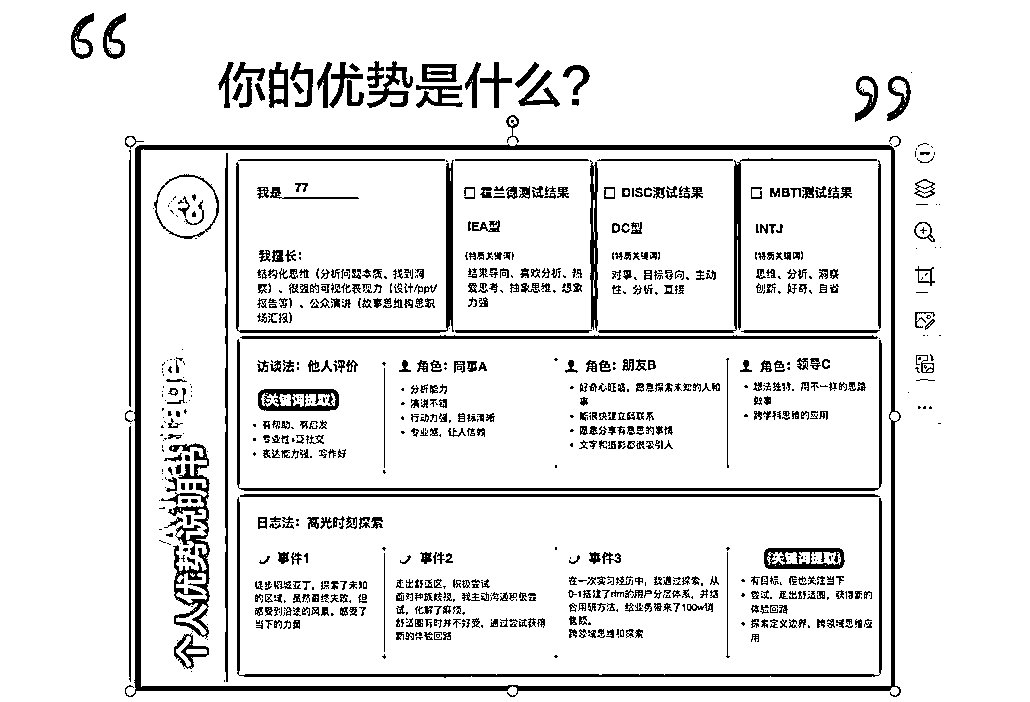 你的优势是什么？
个人优势说明书
我是 77
我擅长：
结构化思维（分析问题本质、找到洞
察）、很强的可视化表现力（设计/ppt/
报告等）、公众演讲（故事思维构思职
场汇报）
霍兰德测试结果
IEA型
(特质关键词)
结果导向、喜欢分析、热
爱思考、抽象思维、想象
力强
DISC测试结果
DC型
(特质关键词)
对事、目标导向、主动
性、分析、直接
MBTI测试结果
INTJ
(特质关键词)
思维、分析、洞察
创新、好奇、自省
访谈法：他人评价
(关键词提取)
• 有帮助、有启发
• 专业性+泛社交
• 表达能力强，写作好
角色：同事A
• 分析能力
• 演说不错
• 行动力强，目标清晰
• 专业感，让人信赖
角色：朋友B
• 好奇心旺盛，愿意探索未知的人和
事
• 能很快建立起联系
• 愿意分享有意思的事情
• 文字和摄影都很吸引人
角色：领导C
• 想法独特，用不一样的思路
做事
• 跨学科思维的应用
日志法：高光时刻探索
事件1
徒步稻城亚丁，探索了未知
的区域，虽然最终失败，但
感受到沿途的风景，感受了
当下的力量
事件2
走出舒适区，积极尝试
面对种族歧视，我主动沟通积极尝
试，化解了麻烦。
舒适圈有时并不好受，通过尝试获得
新的体验回路
事件3
在一次实习经历中，我通过探索，从
0-1搭建了rfm的用户分层体系，并结
合用研方法，给业务带来了100w销
售额。
跨领域思维和探索
(关键词提取)
• 有目标，但也关注当下
• 尝试，走出舒适圈，获得新的
体验回路
• 探索定义边界，跨领域思维应
用